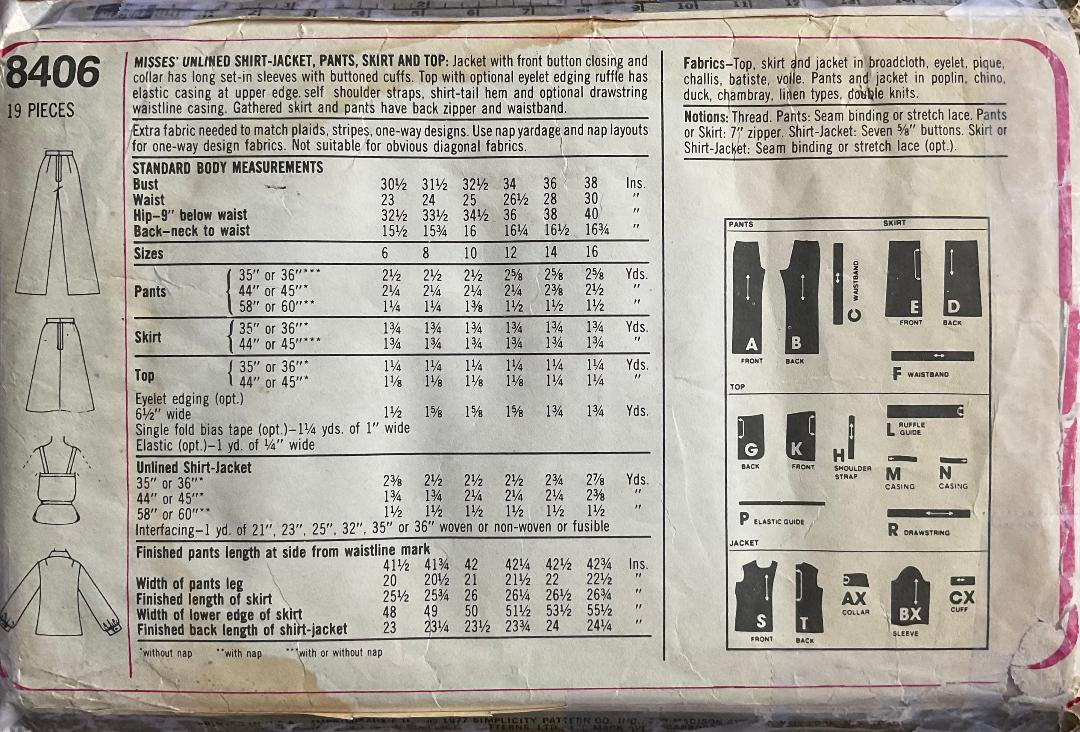 8406
19 PIECES
MISSES' UNLINED SHIRT-JACKET, PANTS, SKIRT AND TOP: Jacket with front button closing and
collar has long set-in sleeves with buttoned cuffs. Top with optional eyelet edging ruffle has
elastic casing at upper edge. self shoulder straps, shirt-tail hem and optional drawstring
waistline casing. Gathered skirt and pants have back zipper and waistband.
Extra fabric needed to match plaids, stripes, one-way designs. Use nap yardage and nap layouts
for one-way design fabrics. Not suitable for obvious diagonal fabrics.
STANDARD BODY MEASUREMENTS
Bust 30½ 31½ 32½ 34 36 38 Ins.
Waist 23 24 25 26½ 28 30 "
Hip-9" below waist 32½ 33½ 34½ 36 38 40 "
Back-neck to waist 15½ 15¾ 16 16¼ 16½ 16¾ "
Sizes 6 8 10 12 14 16
Pants
35" or 36"*** 2½ 2½ 2½ 2⅝ 2⅝ 2⅝ Yds.
44" or 45"** 2¼ 2¼ 2¼ 2¼ 2⅜ 2½ "
58" or 60"** 1¼ 1¼ 1⅜ 1½ 1½ 1½ "
Skirt
35" or 36"* 1¾ 1¾ 1¾ 1¾ 1¾ 1¾ Yds.
44" or 45"*** 1¾ 1¾ 1¾ 1¾ 1¾ 1¾ "
Top
35" or 36"* 1¼ 1¼ 1¼ 1¼ 1¼ 1¼ Yds.
44" or 45"* 1⅛ 1⅛ 1⅛ 1⅛ 1¼ 1¼ "
Eyelet edging (opt.)
6½" wide 1½ 1⅝ 1⅝ 1⅝ 1¾ 1¾ Yds.
Single fold bias tape (opt.)-1¼ yds. of 1" wide
Elastic (opt.)-1 yd. of ¼" wide
Unlined Shirt-Jacket
35" or 36"* 2⅜ 2½ 2½ 2½ 2¾ 2⅞ Yds.
44" or 45"* 1¾ 1¾ 2¼ 2¼ 2¼ 2⅜ "
58" or 60"** 1½ 1½ 1½ 1½ 1½ 1½ "
Interfacing-1 yd. of 21", 23", 25", 32", 35" or 36" woven or non-woven or fusible
Finished pants length at side from waistline mark
41½ 41¾ 42 42¼ 42½ 42¾ Ins.
Width of pants leg 20 20½ 21 21½ 22 22½ "
Finished length of skirt 25½ 25¾ 26 26¼ 26½ 26¾ "
Width of lower edge of skirt 48 49 50 51½ 53½ 55½ "
Finished back length of shirt-jacket 23 23¼ 23½ 23¾ 24 24¼ "
*without nap **with nap ***with or without nap
Fabrics-Top, skirt and jacket in broadcloth, eyelet, pique,
challis, batiste, voile. Pants and jacket in poplin, chino,
duck, chambray, linen types, double knits.
Notions: Thread. Pants: Seam binding or stretch lace. Pants
or Skirt: 7" zipper. Shirt-Jacket: Seven ⅝" buttons. Skirt or
Shirt-Jacket: Seam binding or stretch lace (opt.).
PANTS SKIRT
A FRONT
B BACK
C WAISTBAND
E FRONT
D BACK
F WAISTBAND
TOP
G BACK
K FRONT
H SHOULDER
STRAP
L RUFFLE
GUIDE
M CASING
N CASING
P ELASTIC GUIDE
R DRAWSTRING
JACKET
S FRONT
T BACK
AX COLLAR
BX SLEEVE
CX CUFF
1977 SIMPLICITY PATTERN CO. INC.